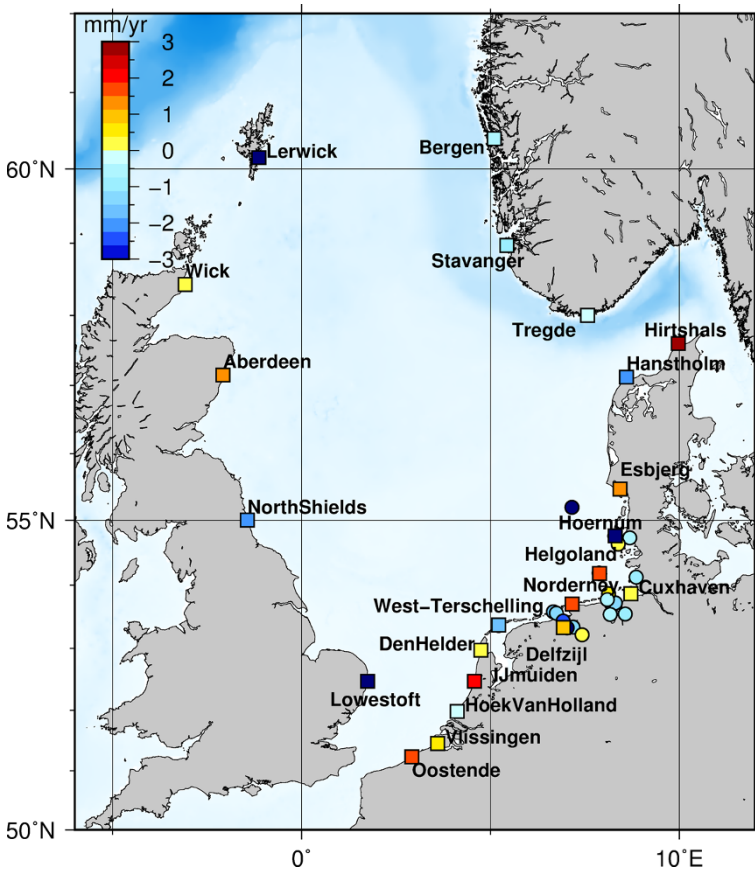 mm/yr
3
2
1
0
−1
−2
−3
60˚N
55˚N
50˚N
0˚
10˚E
Lerwick
Bergen
Stavanger
Wick
Tregde
Hirtshals
Aberdeen
Hanstholm
Esbjerg
NorthShields
Hoernum
Helgoland
Norderney
Cuxhaven
West−Terschelling
DenHelder
Delfzijl
IJmuiden
Lowestoft
HoekVanHolland
Vlissingen
Oostende